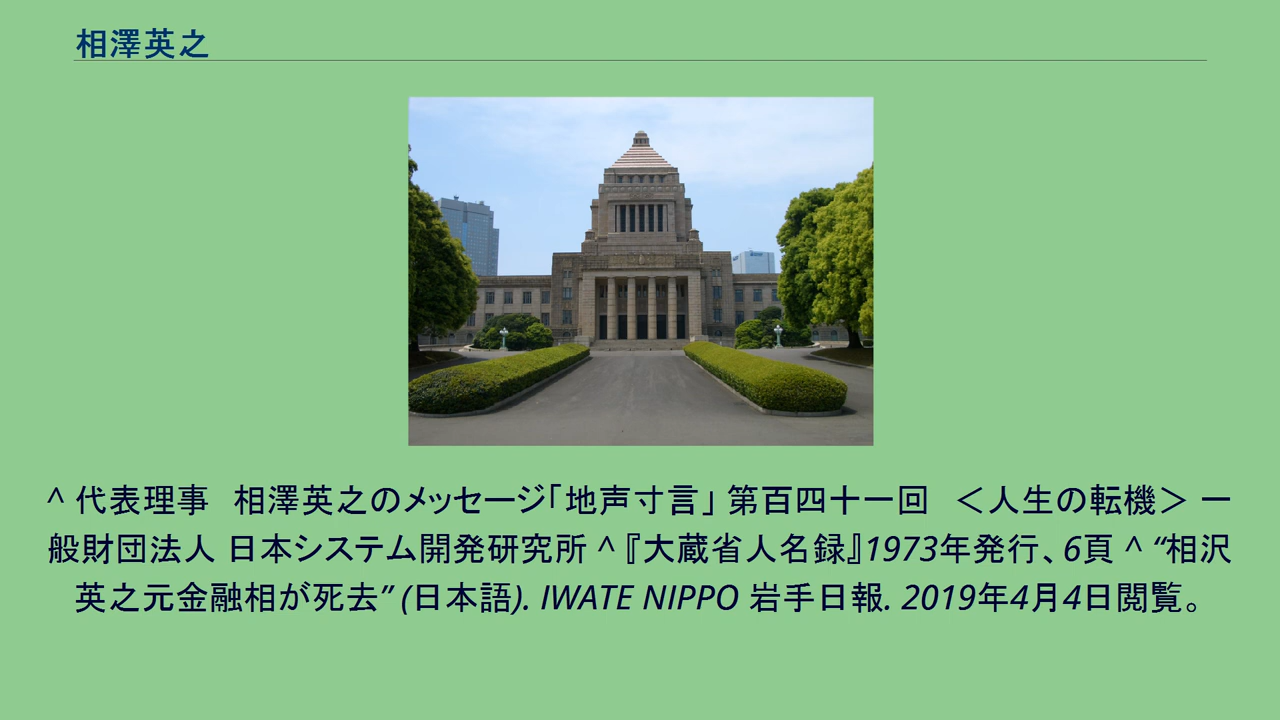 相澤英之
^ 代表理事　相澤英之のメッセージ「地声寸言」 第百四十一回　＜人生の転機＞ 一
般財団法人 日本システム開発研究所 ^ 『大蔵省人名録』1973年発行、6頁 ^ “相沢
英之元金融相が死去” (日本語). IWATE NIPPO 岩手日報. 2019年4月4日閲覧。